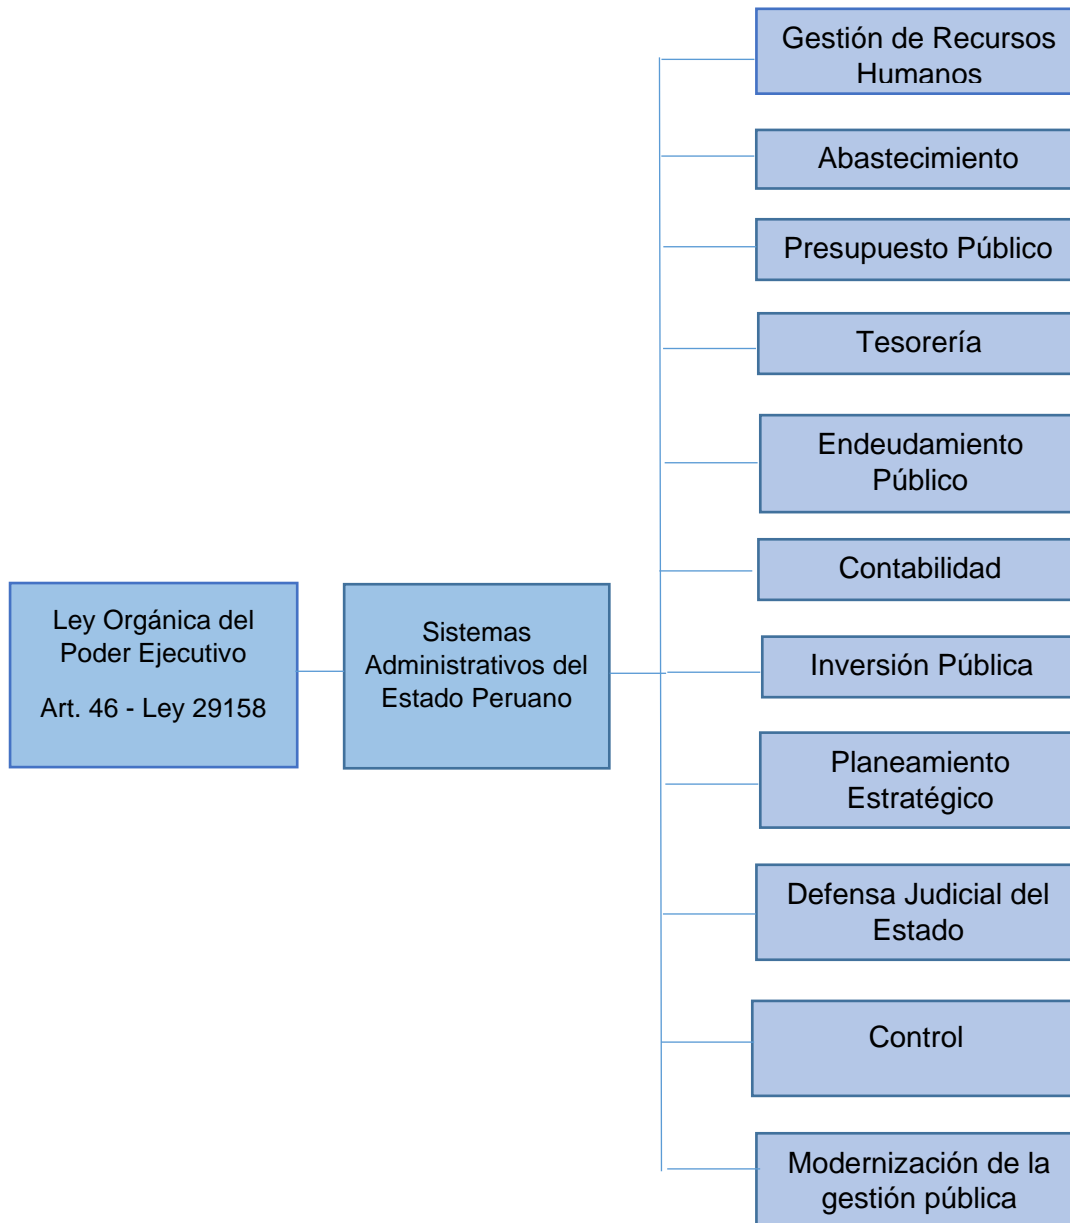 Gestión de Recursos
Humanos
Abastecimiento
Presupuesto Público
Tesorería
Endeudamiento
Público
Contabilidad
Ley Orgánica del
Poder Ejecutivo
Art. 46 - Ley 29158
Sistemas
Administrativos del
Estado Peruano
Inversión Pública
Planeamiento
Estratégico
Defensa Judicial del
Estado
Control
Modernización de la
gestión pública